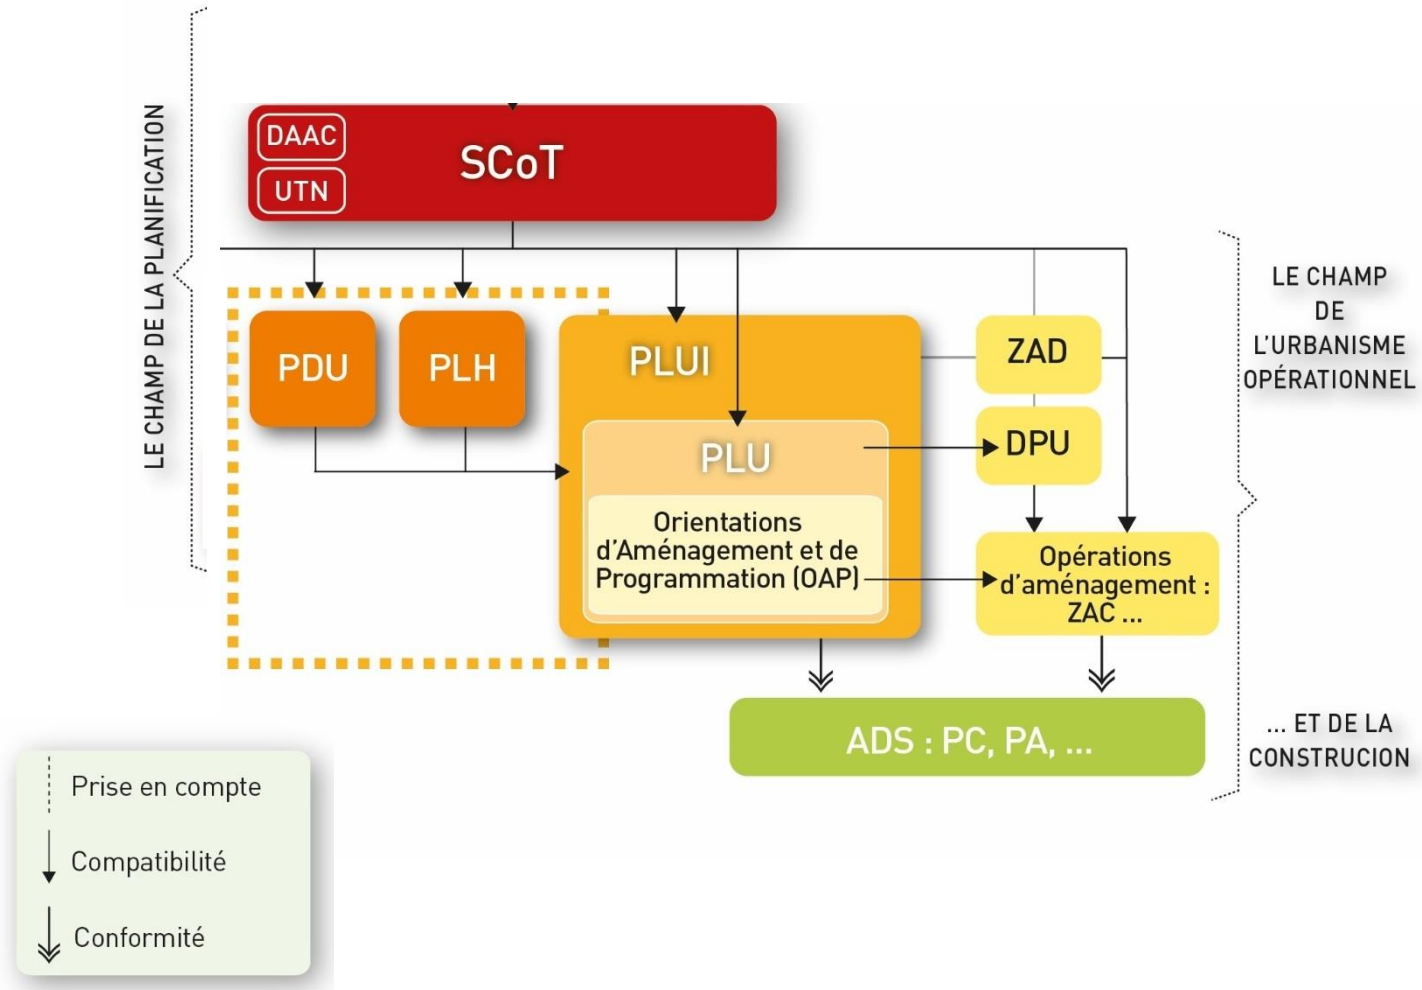 LE CHAMP DE LA PLANIFICATION
DAAC
UTN
SCoT
PDU
PLH
PLUI
PLU
Orientations
d'Aménagement et de
Programmation (OAP)
ZAD
DPU
Opérations
d'aménagement :
ZAC ...
LE CHAMP
DE
L'URBANISME
OPÉRATIONNEL
ADS : PC, PA, ...
... ET DE LA
CONSTRUCION
Prise en compte
Compatibilité
Conformité